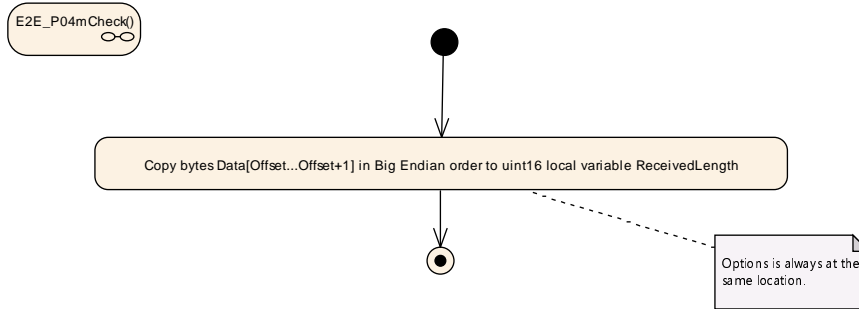 E2E_P04mCheck()
Copy bytes Data[Offset...Offset+1] in Big Endian order to uint16 local variable ReceivedLength
Options is always at the
same location.